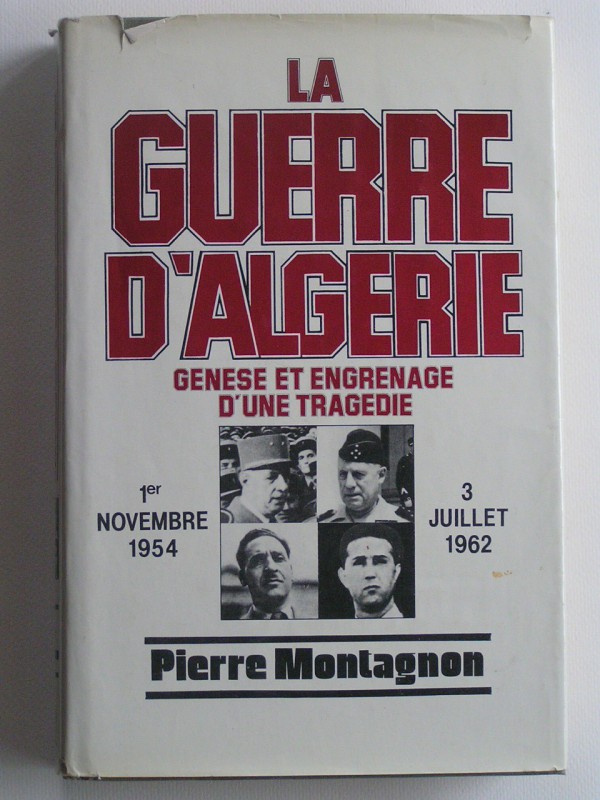 LA
GUERRE
D'ALGERIE
GENESE ET ENGRENAGE
D'UNE TRAGEDIE
1er
NOVEMBRE
1954
3
JUILLET
1962
Pierre Montagnon